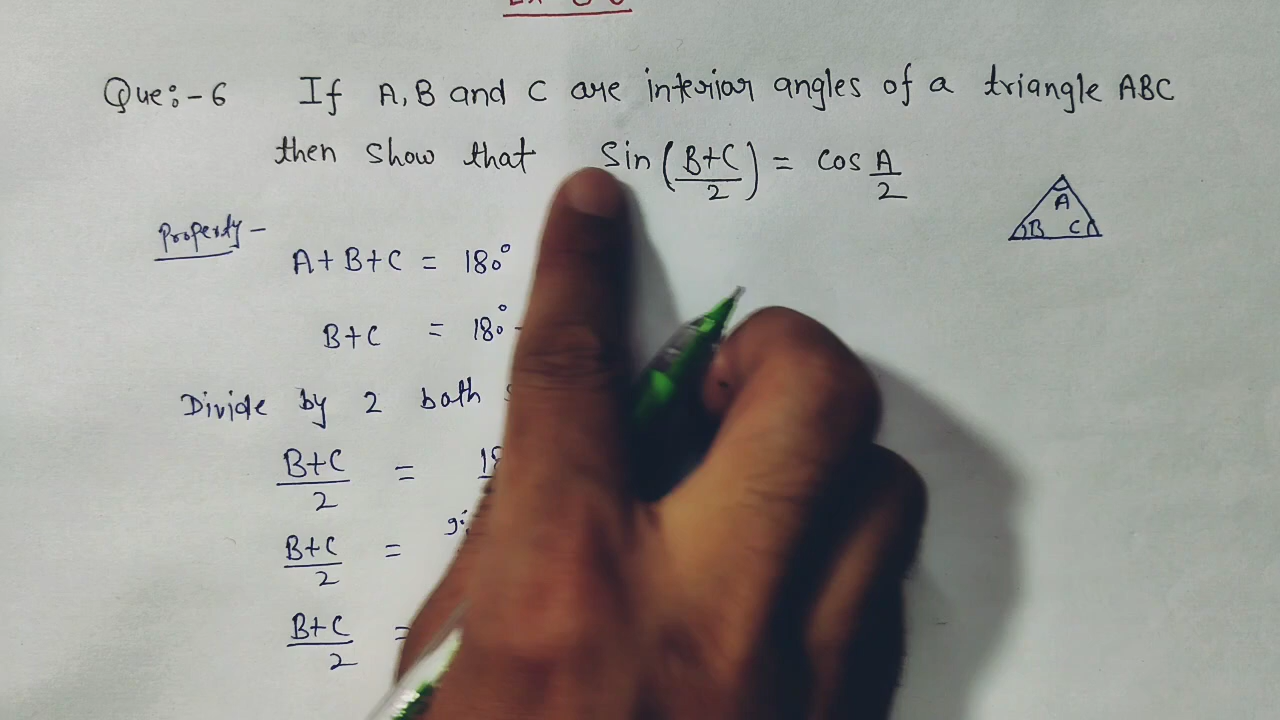 Que:-6 If A, B and C are interior angles of a triangle ABC
then show that Sin (B+C/2) = cos A/2
A
B C
Property -
A+B+C = 180°
B+C = 180° -
Divide by 2 both
B+C/2 =
B+C/2 =
B+C/2 =